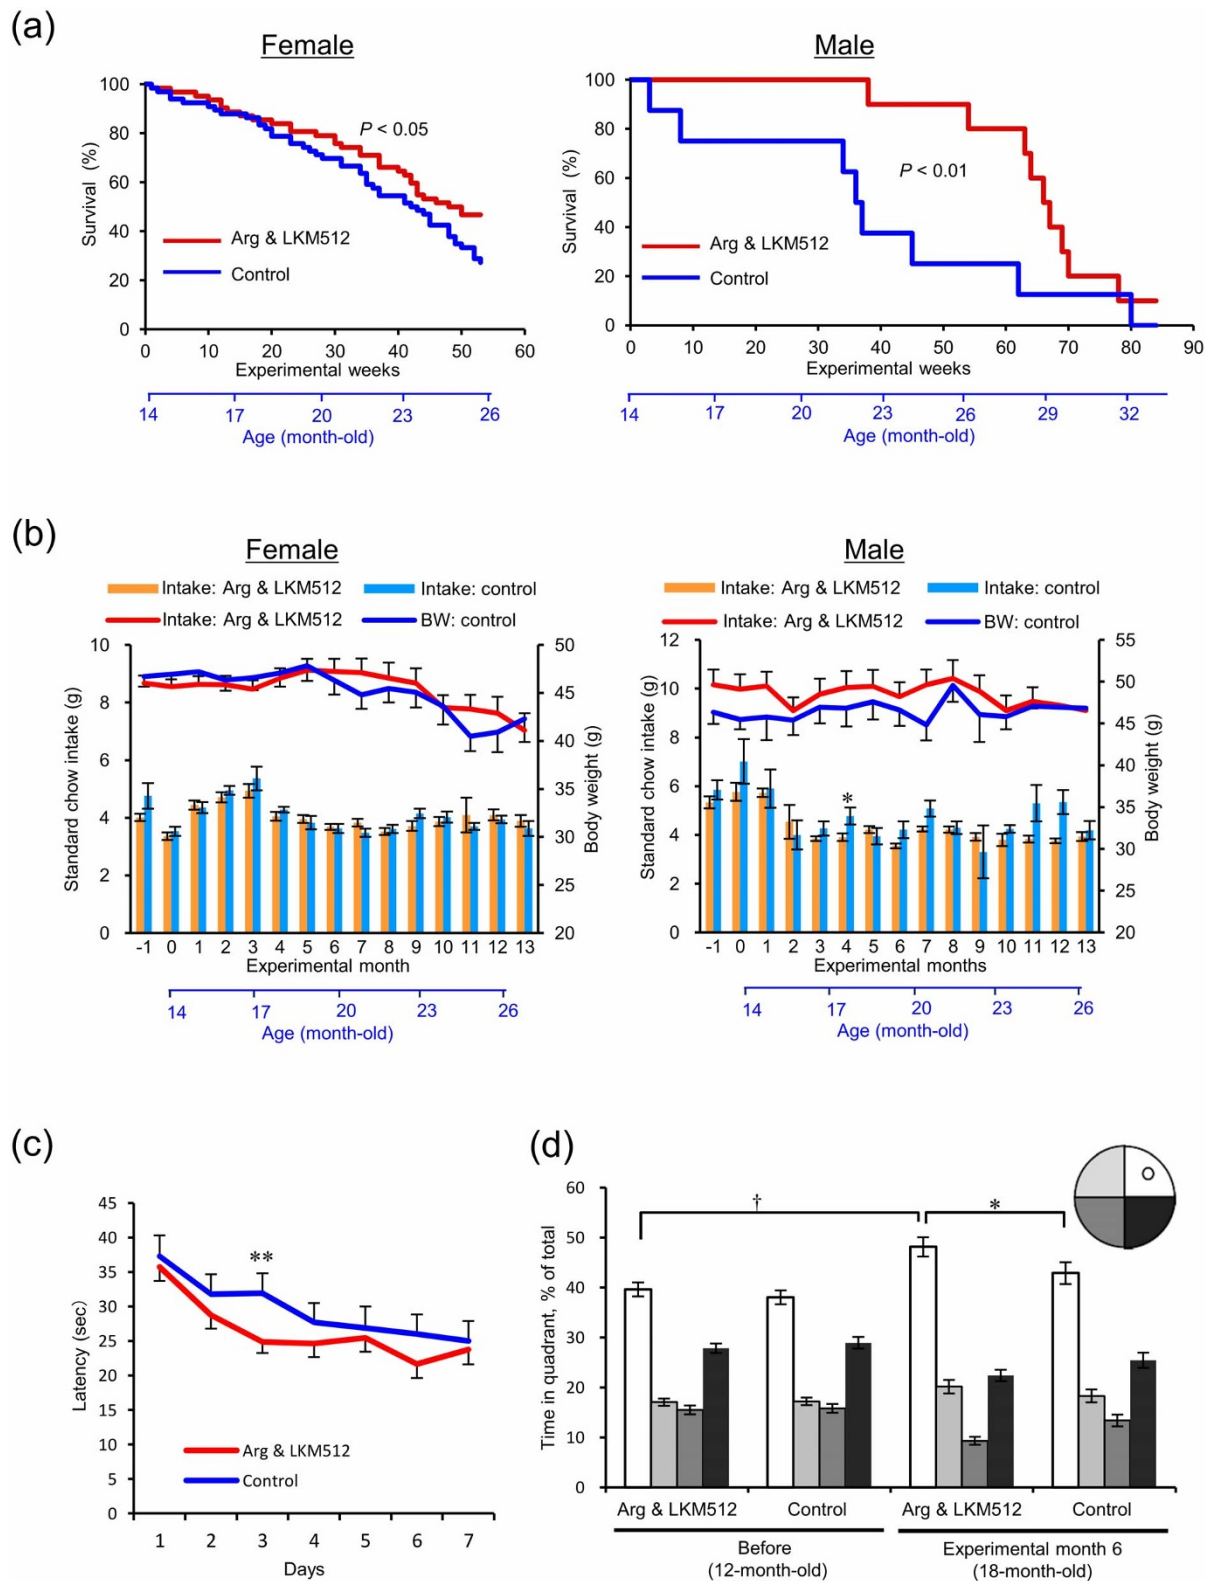 (a)
Female
Male
100
80
60
40
20
0
Survival (%)
P < 0.05
Arg & LKM512
Control
0 10 20 30 40 50 60
Experimental weeks
14 17 20 23 26
Age (month-old)
100
80
60
40
20
0
Survival (%)
P < 0.01
Arg & LKM512
Control
0 10 20 30 40 50 60 70 80 90
Experimental weeks
14 17 20 23 26 29 32
Age (month-old)
(b)
Female
Intake: Arg & LKM512 Intake: control
Intake: Arg & LKM512 BW: control
10
8
6
4
2
0
Standard chow intake (g)
50
45
40
35
30
25
20
Body weight (g)
-1 0 1 2 3 4 5 6 7 8 9 10 11 12 13
Experimental month
14 17 20 23 26
Age (month-old)
Male
Intake: Arg & LKM512 Intake: control
Intake: Arg & LKM512 BW: control
12
10
8
6
4
2
0
Standard chow intake (g)
55
50
45
40
35
30
25
20
Body weight (g)
*
-1 0 1 2 3 4 5 6 7 8 9 10 11 12 13
Experimental months
14 17 20 23 26
Age (month-old)
(c)
45
40
35
30
25
20
15
10
5
0
Latency (sec)
**
Arg & LKM512
Control
1 2 3 4 5 6 7
Days
(d)
60
50
40
30
20
10
0
Time in quadrant, % of total
† *
Arg & LKM512 Control Arg & LKM512 Control
Before Experimental month 6
(12-month-old) (18-month-old)